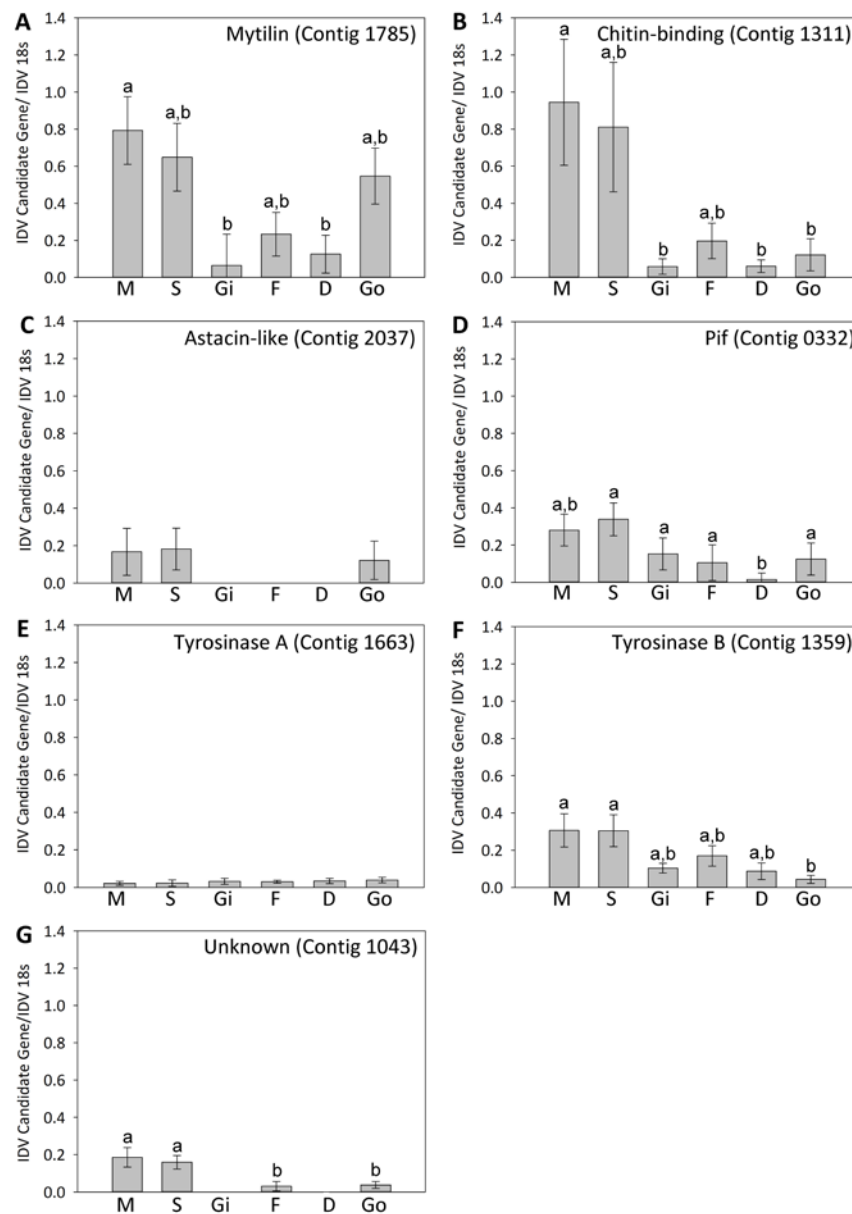 A
Mytilin (Contig 1785)
IDV Candidate Gene/ IDV 18s
1.4
1.2
1.0
0.8
0.6
0.4
0.2
0.0
a
a,b
b
a,b
b
a,b
M S Gi F D Go
B
Chitin-binding (Contig 1311)
IDV Candidate Gene/ IDV 18s
1.4
1.2
1.0
0.8
0.6
0.4
0.2
0.0
a
a,b
b
a,b
b
b
M S Gi F D Go
C
Astacin-like (Contig 2037)
IDV Candidate Gene/ IDV 18s
1.4
1.2
1.0
0.8
0.6
0.4
0.2
0.0
M S Gi F D Go
D
Pif (Contig 0332)
IDV Candidate Gene/ IDV 18s
1.4
1.2
1.0
0.8
0.6
0.4
0.2
0.0
a,b
a
a
a
b
a
M S Gi F D Go
E
Tyrosinase A (Contig 1663)
IDV Candidate Gene/IDV 18s
1.4
1.2
1.0
0.8
0.6
0.4
0.2
0.0
M S Gi F D Go
F
Tyrosinase B (Contig 1359)
IDV Candidate Gene/ IDV 18s
1.4
1.2
1.0
0.8
0.6
0.4
0.2
0.0
a
a
a,b
a,b
a,b
b
M S Gi F D Go
G
Unknown (Contig 1043)
IDV Candidate Gene/IDV 18s
1.4
1.2
1.0
0.8
0.6
0.4
0.2
0.0
a
a
b
b
M S Gi F D Go